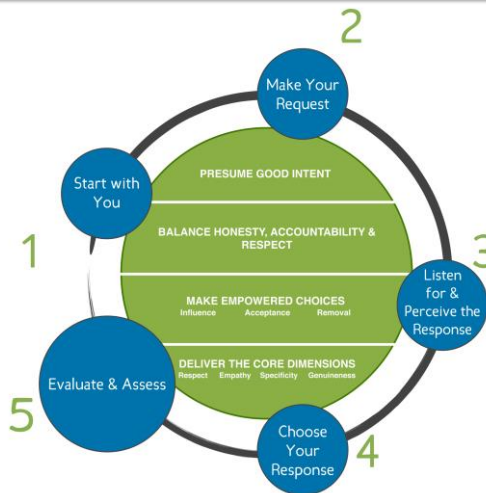 2
Make Your
Request
Start with
You
PRESUME GOOD INTENT
1
BALANCE HONESTY, ACCOUNTABILITY &
RESPECT
3
Listen
for &
Perceive the
Response
MAKE EMPOWERED CHOICES
Influence Acceptance Removal
DELIVER THE CORE DIMENSIONS
Respect Empathy Specificity Genuineness
Evaluate & Assess
5
Choose
Your
Response
4